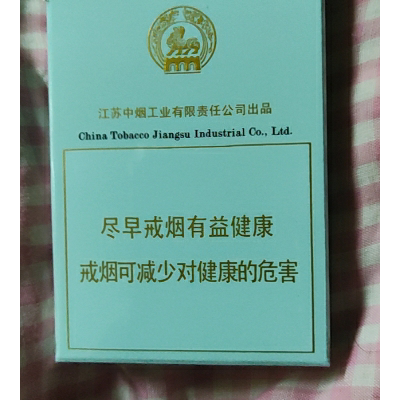 江苏中烟工业有限责任公司出品
China Tobacco Jiangsu Industrial Co., Ltd.
尽早戒烟有益健康
戒烟可减少对健康的危害